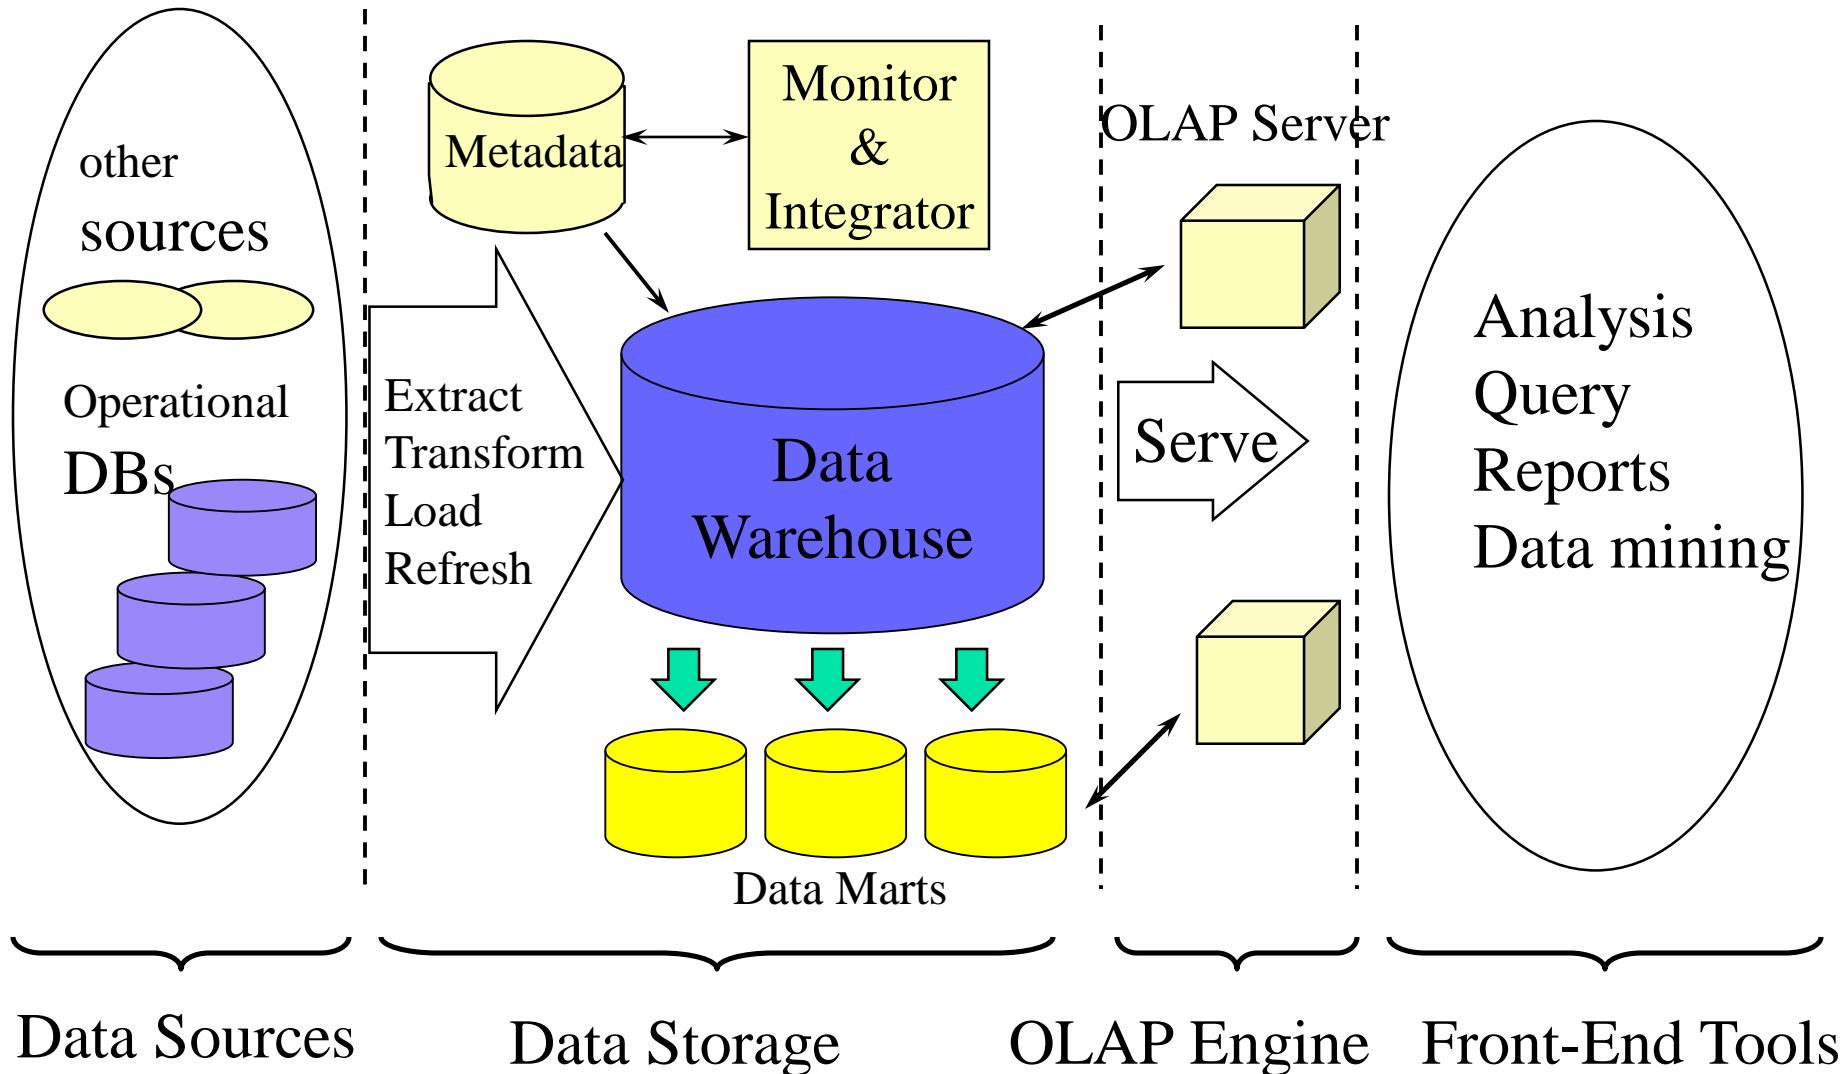 other
sources
Operational
DBs
Metadata
Monitor
&
Integrator
Extract
Transform
Load
Refresh
Data
Warehouse
Data Marts
OLAP Server
Serve
Analysis
Query
Reports
Data mining
Data Sources
Data Storage
OLAP Engine
Front-End Tools